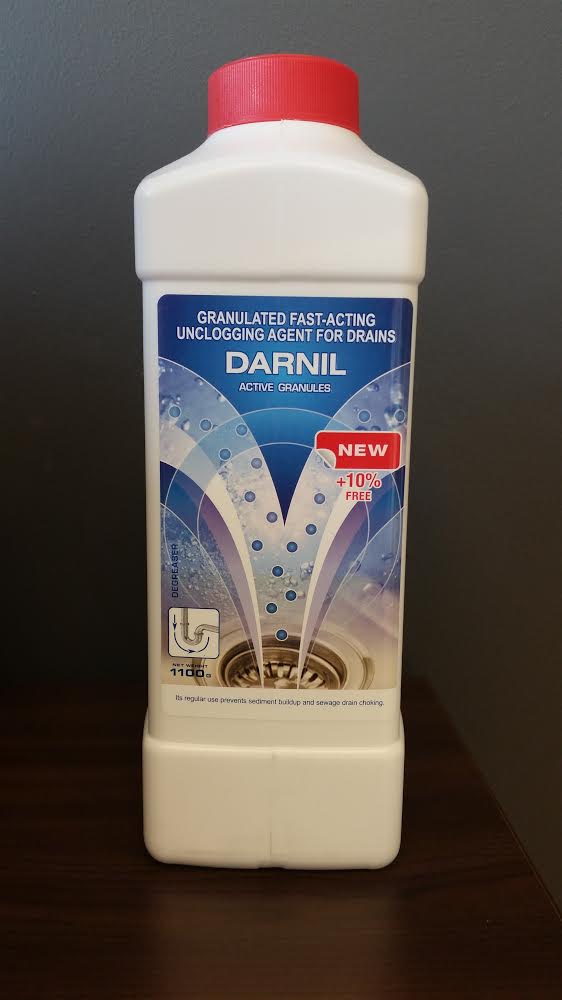 GRANULATED FAST-ACTING
UNCLOGGING AGENT FOR DRAINS
DARNIL
ACTIVE GRANULES
NEW
+10%
FREE
DEGREASER
NET WEIGHT
1100g
Its regular use prevents sediment buildup and sewage drain choking.